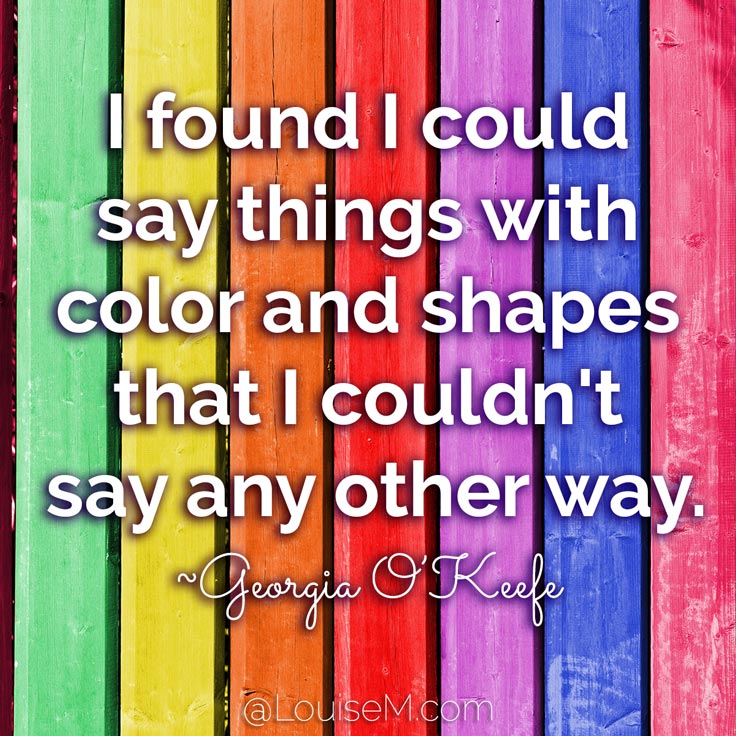 I found I could
say things with
color and shapes
that I couldn't
say any other way.
~Georgia O'Keefe
@LouiseM.com